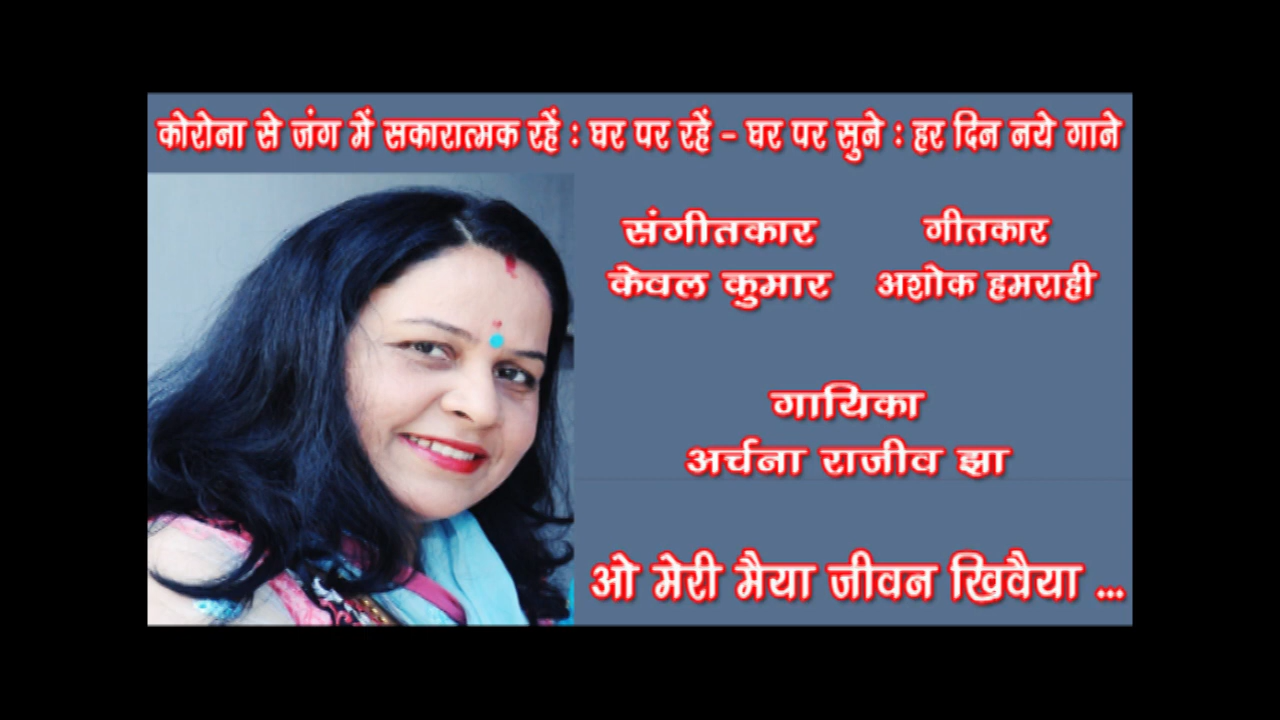 कोरोना से जंग में सकारात्मक रहें : घर पर रहें - घर पर सुने : हर दिन नये गाने
संगीतकार
केवल कुमार
गीतकार
अशोक हमराही
गायिका
अर्चना राजीव झा
ओ मेरी मैया जीवन खिवैया ...